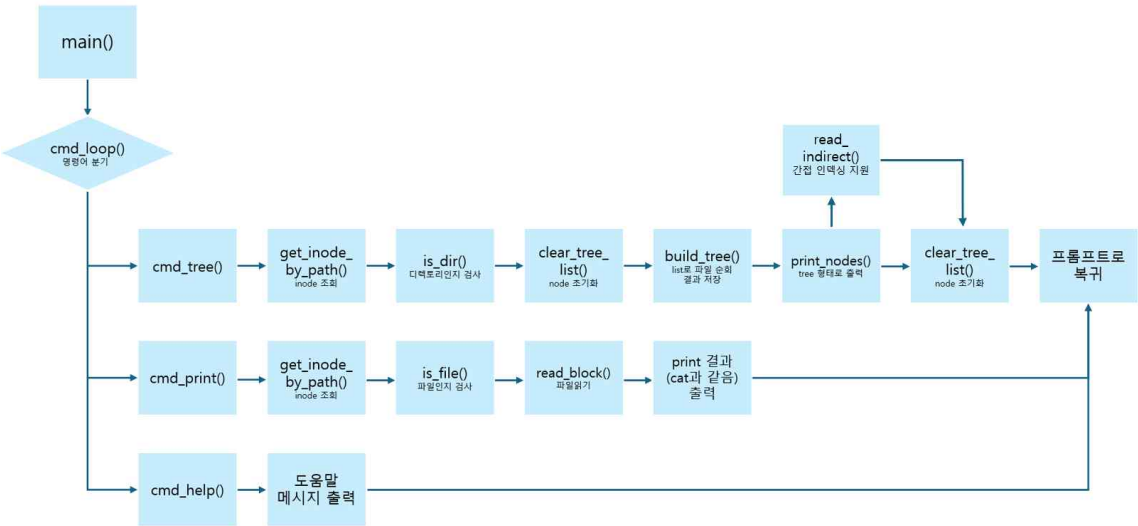 main()
cmd_loop()
명령어 분기
read_
indirect()
간접 인덱싱 지원
cmd_tree()
get_inode_
by_path()
inode 조회
is_dir()
디렉토리인지 검사
clear_tree_
list()
node 초기화
build_tree()
list로 파일 순회
결과 저장
print_nodes()
tree 형태로 출력
clear_tree_
list()
node 초기화
프롬프트로
복귀
cmd_print()
get_inode_
by_path()
inode 조회
is_file()
파일인지 검사
read_block()
파일읽기
print 결과
(cat과 같음)
출력
cmd_help()
도움말
메시지 출력